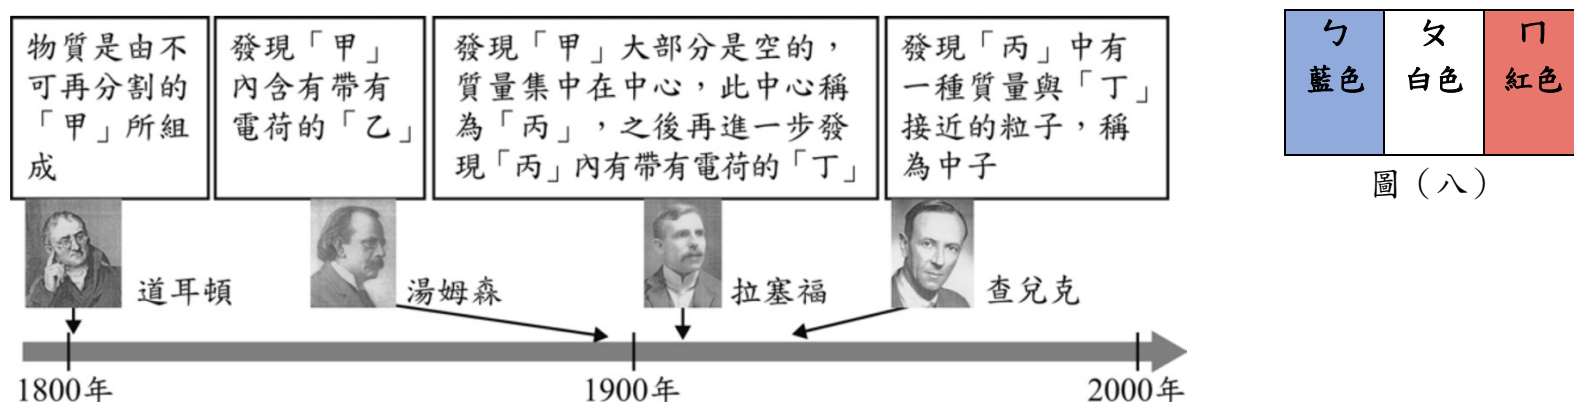 物質是由不
可再分割的
「甲」所組
成
發現「甲」
內含有帶有
電荷的「乙」
發現「甲」大部分是空的，
質量集中在中心，此中心稱
為「丙」，之後再進一步發
現「丙」內有帶有電荷的「丁」
發現「丙」中有
一種質量與「丁」
接近的粒子，稱
為中子
道耳頓
湯姆森
拉塞福
查兌克
1800年
1900年
2000年
ㄅ
藍色
ㄆ
白色
ㄇ
紅色
圖（八）